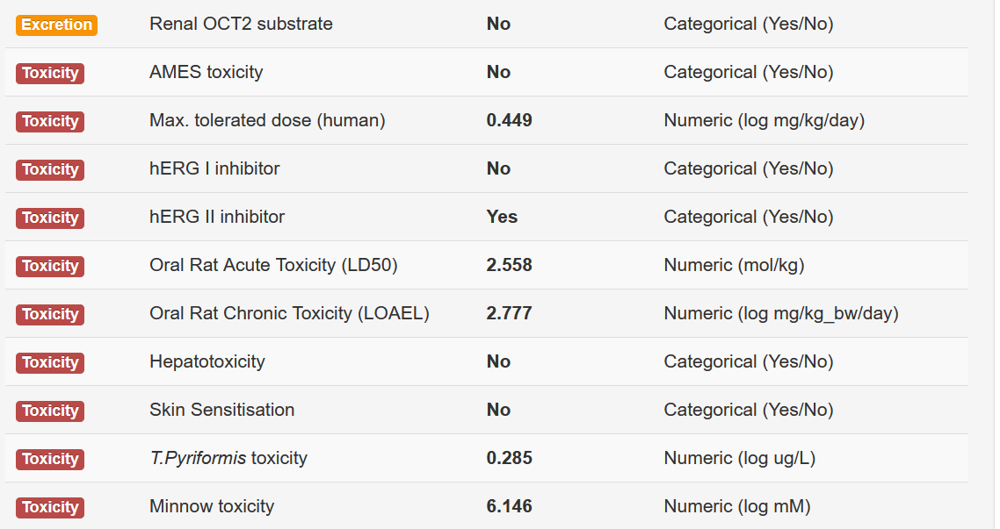 Excretion Renal OCT2 substrate No Categorical (Yes/No)
Toxicity AMES toxicity No Categorical (Yes/No)
Toxicity Max. tolerated dose (human) 0.449 Numeric (log mg/kg/day)
Toxicity hERG I inhibitor No Categorical (Yes/No)
Toxicity hERG II inhibitor Yes Categorical (Yes/No)
Toxicity Oral Rat Acute Toxicity (LD50) 2.558 Numeric (mol/kg)
Toxicity Oral Rat Chronic Toxicity (LOAEL) 2.777 Numeric (log mg/kg_bw/day)
Toxicity Hepatotoxicity No Categorical (Yes/No)
Toxicity Skin Sensitisation No Categorical (Yes/No)
Toxicity T.Pyriformis toxicity 0.285 Numeric (log ug/L)
Toxicity Minnow toxicity 6.146 Numeric (log mM)